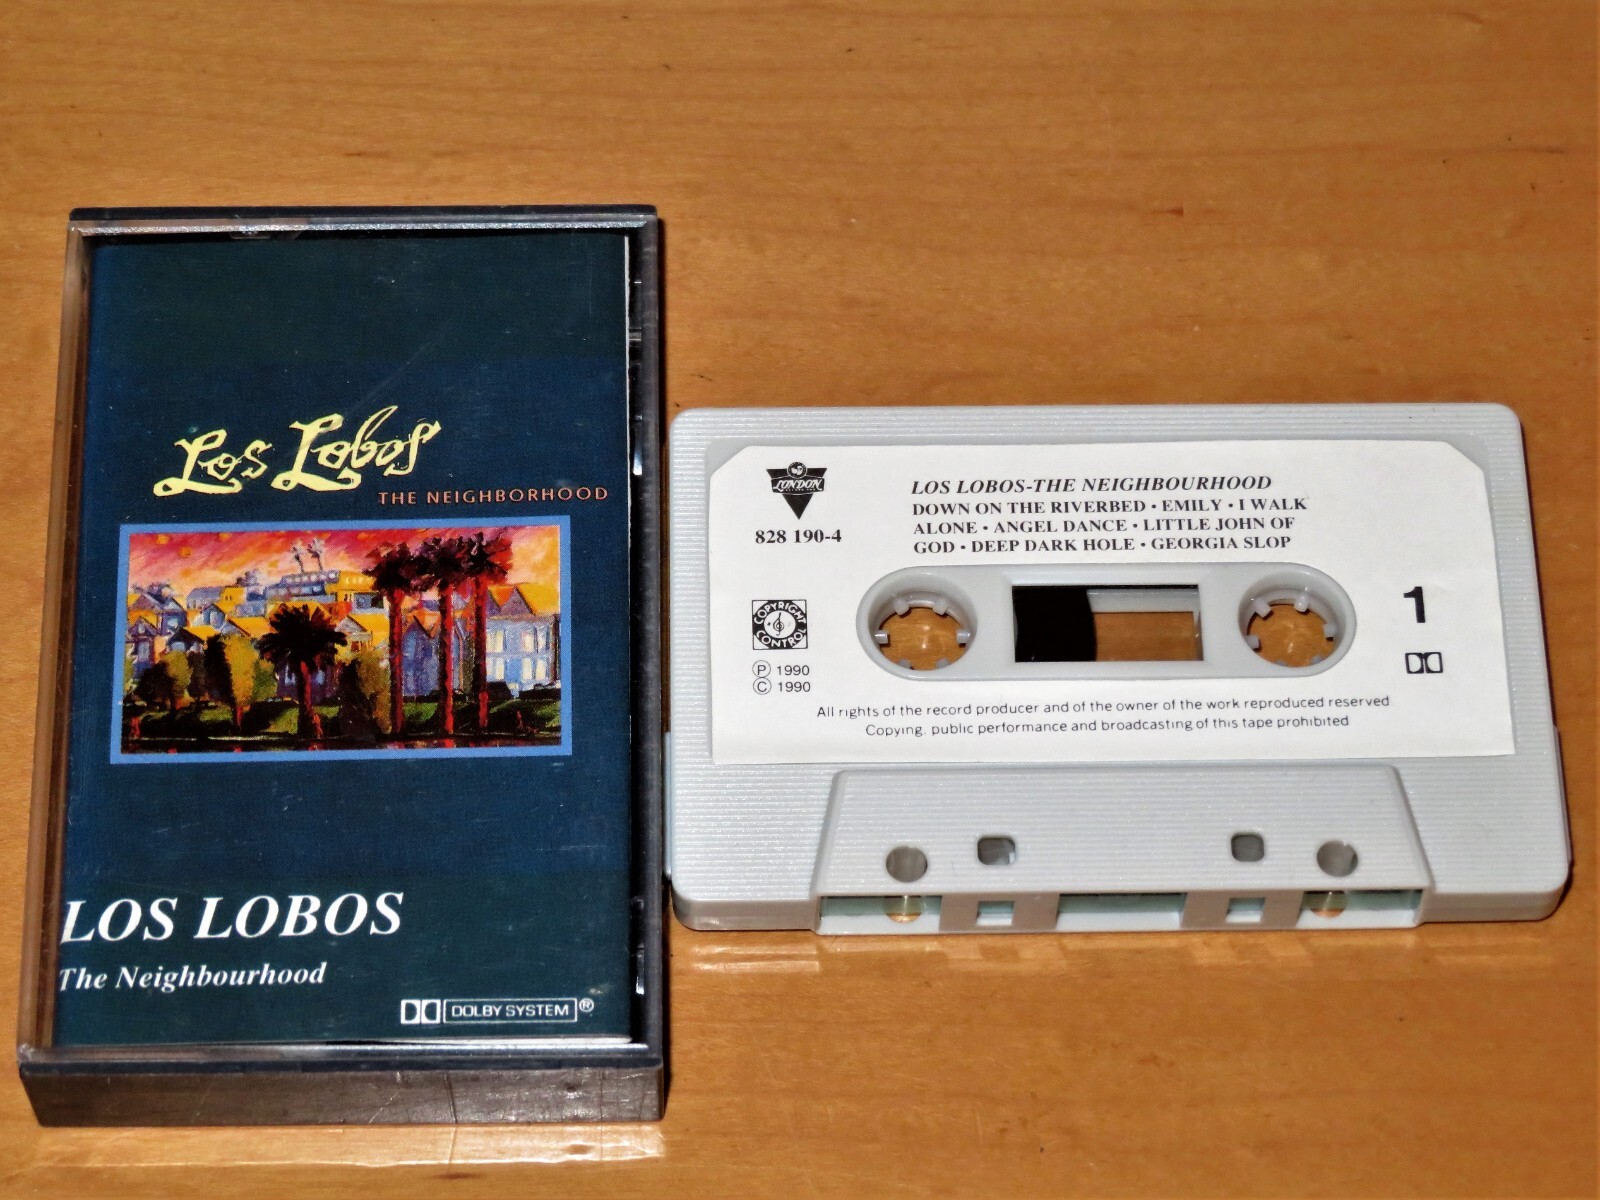 Los Lobos
THE NEIGHBORHOOD
LOS LOBOS
The Neighbourhood
DOLBY SYSTEM®
LONDON
828 190-4
LOS LOBOS-THE NEIGHBOURHOOD
DOWN ON THE RIVERBED • EMILY • I WALK
ALONE • ANGEL DANCE • LITTLE JOHN OF
GOD • DEEP DARK HOLE • GEORGIA SLOP
COPYRIGHT CONTROL
Ⓟ 1990
Ⓒ 1990
1
All rights of the record producer and of the owner of the work reproduced reserved
Copying. public performance and broadcasting of this tape prohibited